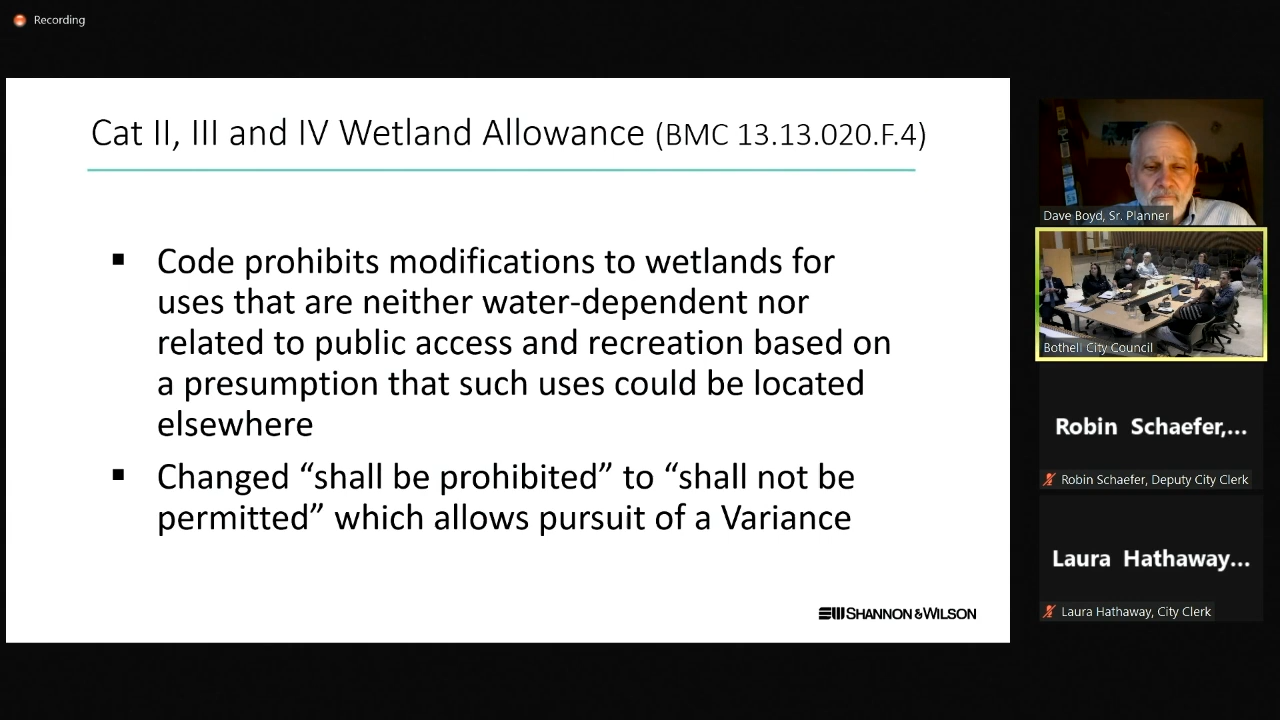 Recording
Cat II, III and IV Wetland Allowance (BMC 13.13.020.F.4)
▪ Code prohibits modifications to wetlands for
uses that are neither water-dependent nor
related to public access and recreation based on
a presumption that such uses could be located
elsewhere
▪ Changed “shall be prohibited” to “shall not be
permitted” which allows pursuit of a Variance
SHANNON & WILSON
Dave Boyd, Sr. Planner
Bothell City Council
Robin Schaefer,...
Robin Schaefer, Deputy City Clerk
Laura Hathaway...
Laura Hathaway, City Clerk